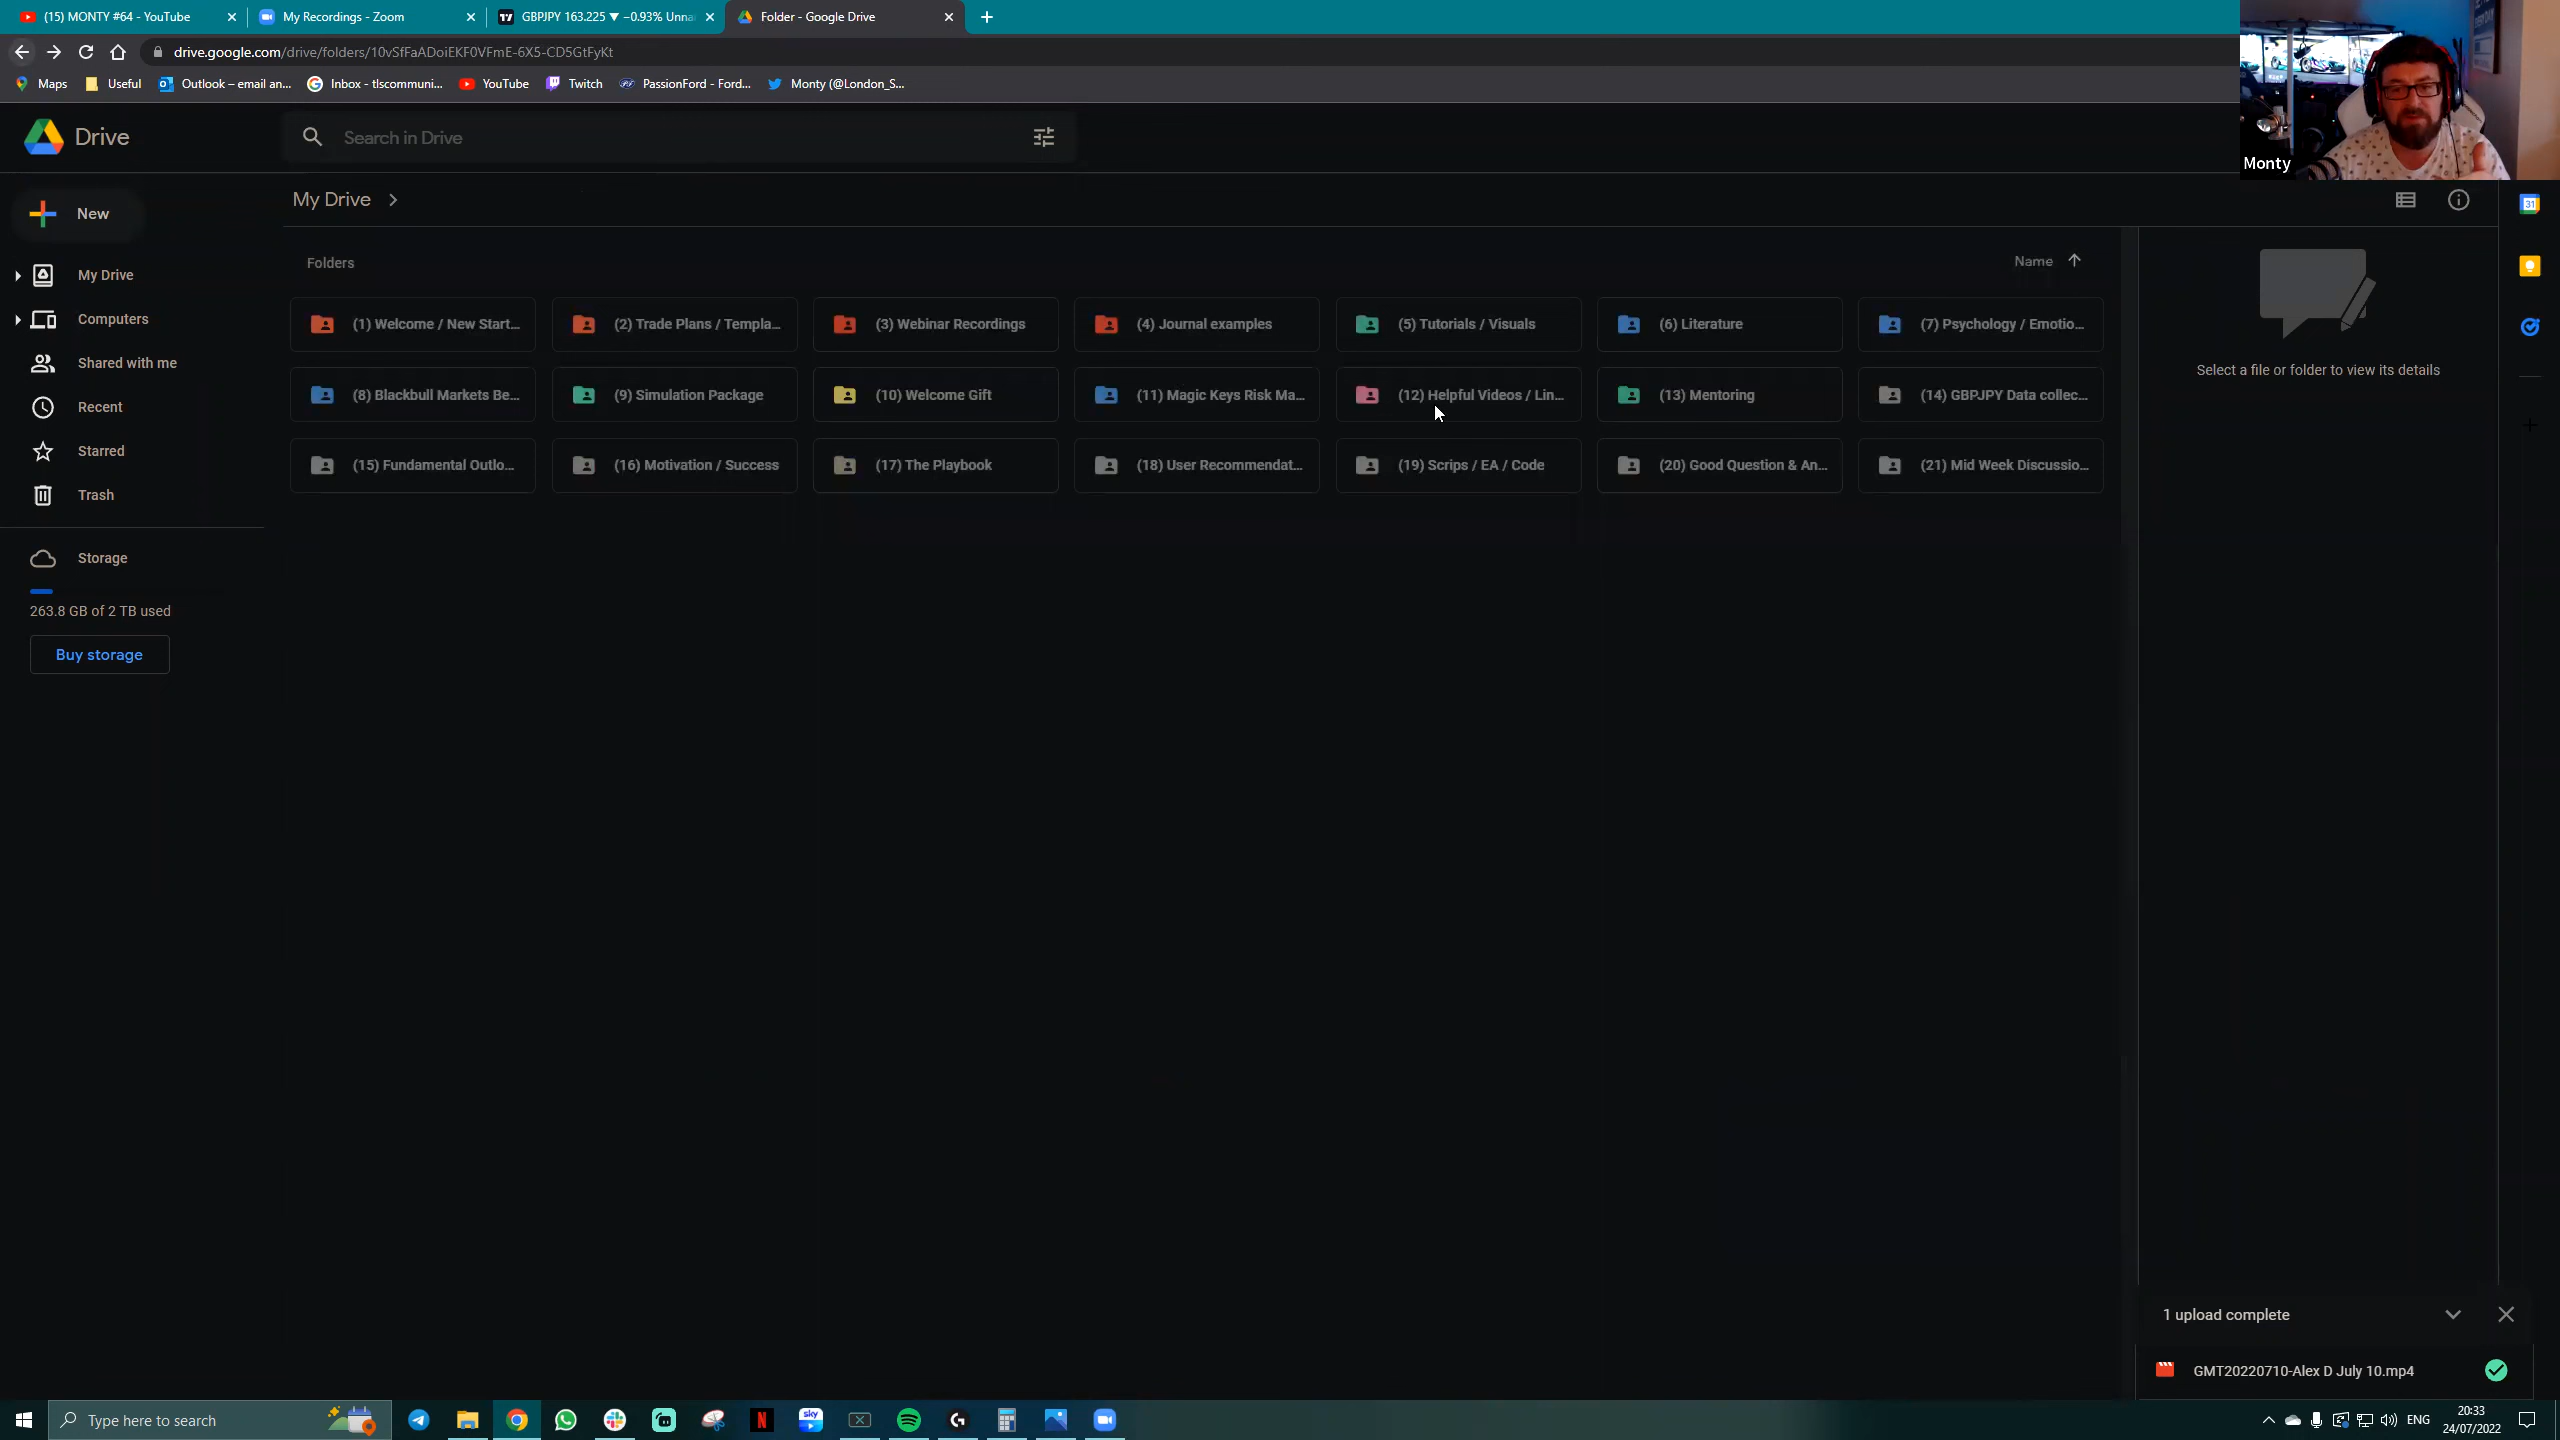 (15) MONTY #64 - YouTube
My Recordings - Zoom
GBPJPY 163.225 ▼ −0.93% Unna
Folder - Google Drive
drive.google.com/drive/folders/10vSfFaADoiEKF0VFmE-6X5-CD5GtFyKt
Maps
Useful
Outlook – email an...
Inbox - tlscommuni...
YouTube
Twitch
PassionFord - Ford...
Monty (@London_S...
Monty
Drive
Search in Drive
New
My Drive
31
My Drive
Computers
Shared with me
Recent
Starred
Trash
Storage
263.8 GB of 2 TB used
Buy storage
Folders
Name
(1) Welcome / New Start...
(2) Trade Plans / Templa...
(3) Webinar Recordings
(4) Journal examples
(5) Tutorials / Visuals
(6) Literature
(7) Psychology / Emotio...
(8) Blackbull Markets Be...
(9) Simulation Package
(10) Welcome Gift
(11) Magic Keys Risk Ma...
(12) Helpful Videos / Lin...
(13) Mentoring
(14) GBPJPY Data collec...
(15) Fundamental Outlo...
(16) Motivation / Success
(17) The Playbook
(18) User Recommendat...
(19) Scrips / EA / Code
(20) Good Question & An...
(21) Mid Week Discussio...
Select a file or folder to view its details
1 upload complete
GMT20220710-Alex D July 10.mp4
Type here to search
sky
ENG
20:33
24/07/2022